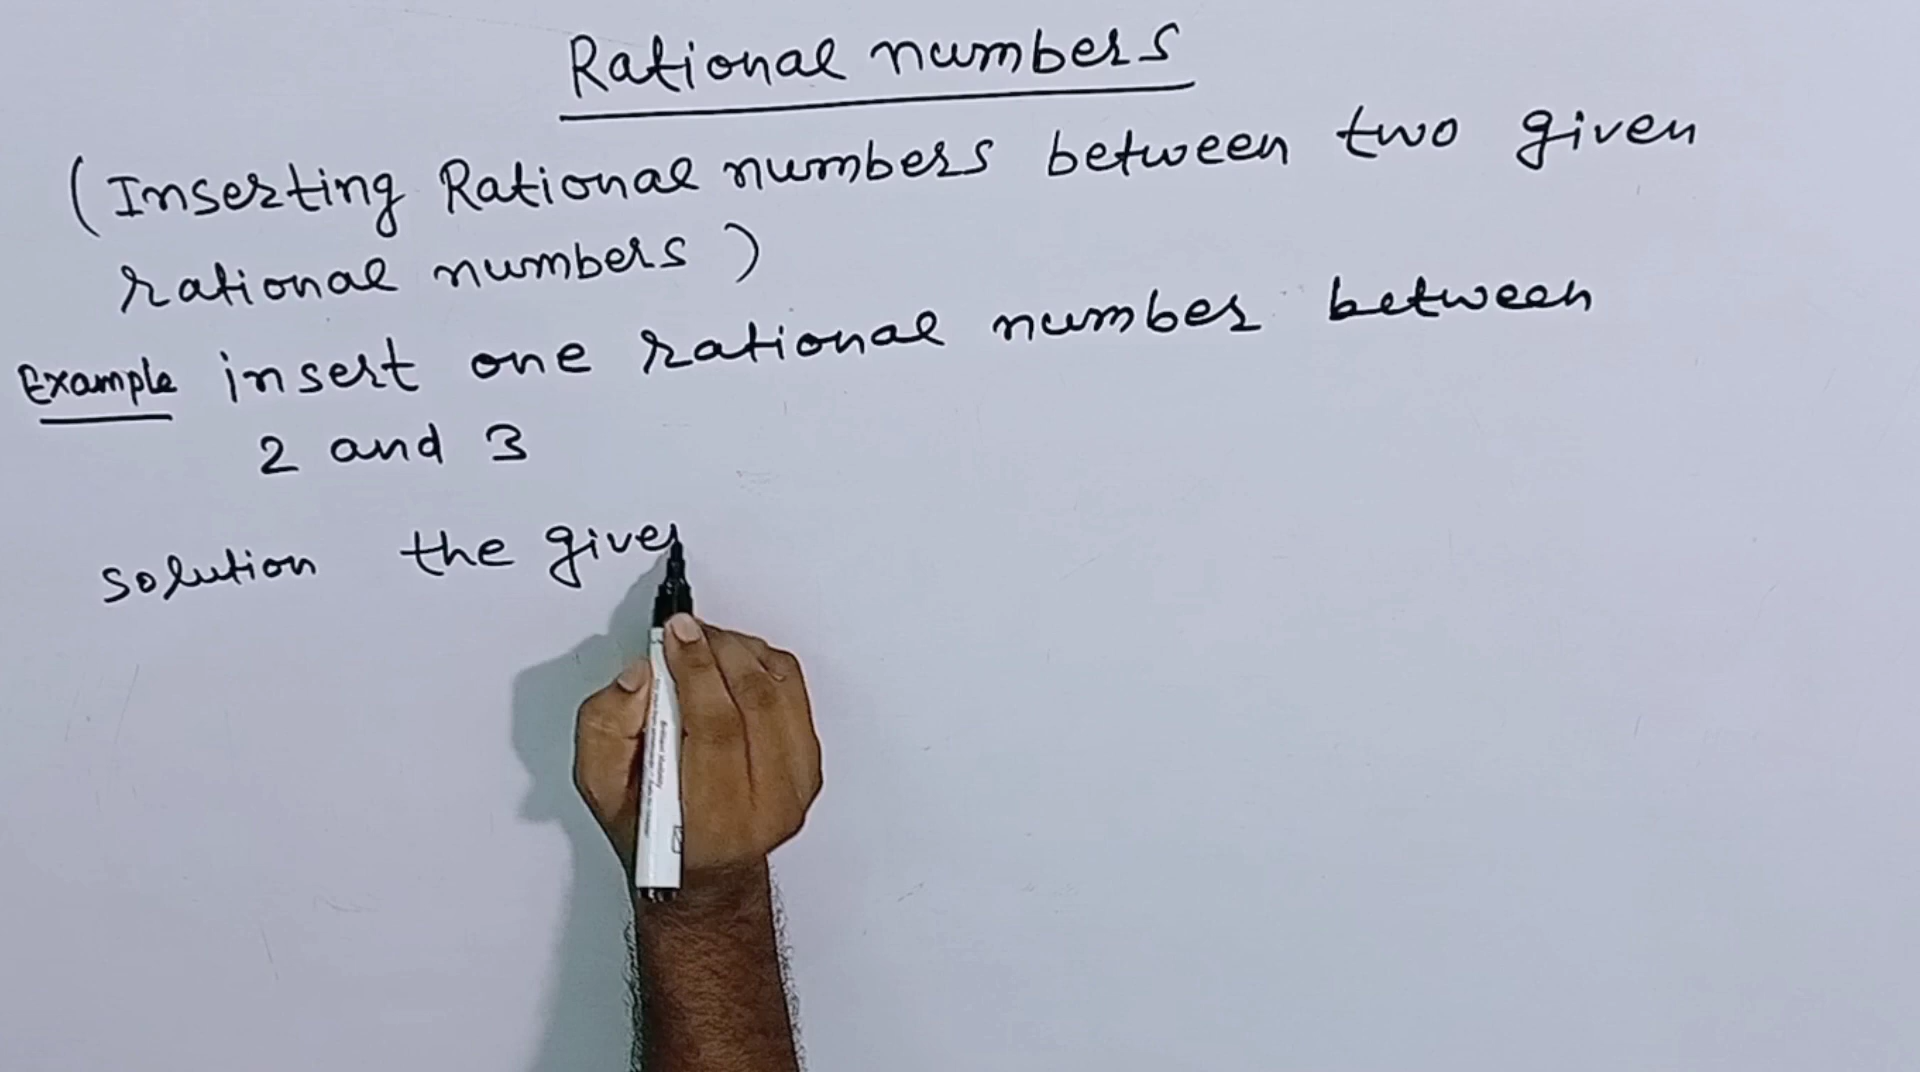 Rational numbers
(Inserting Rational numbers between two given
rational numbers)
Example insert one rational number between
2 and 3
solution the given